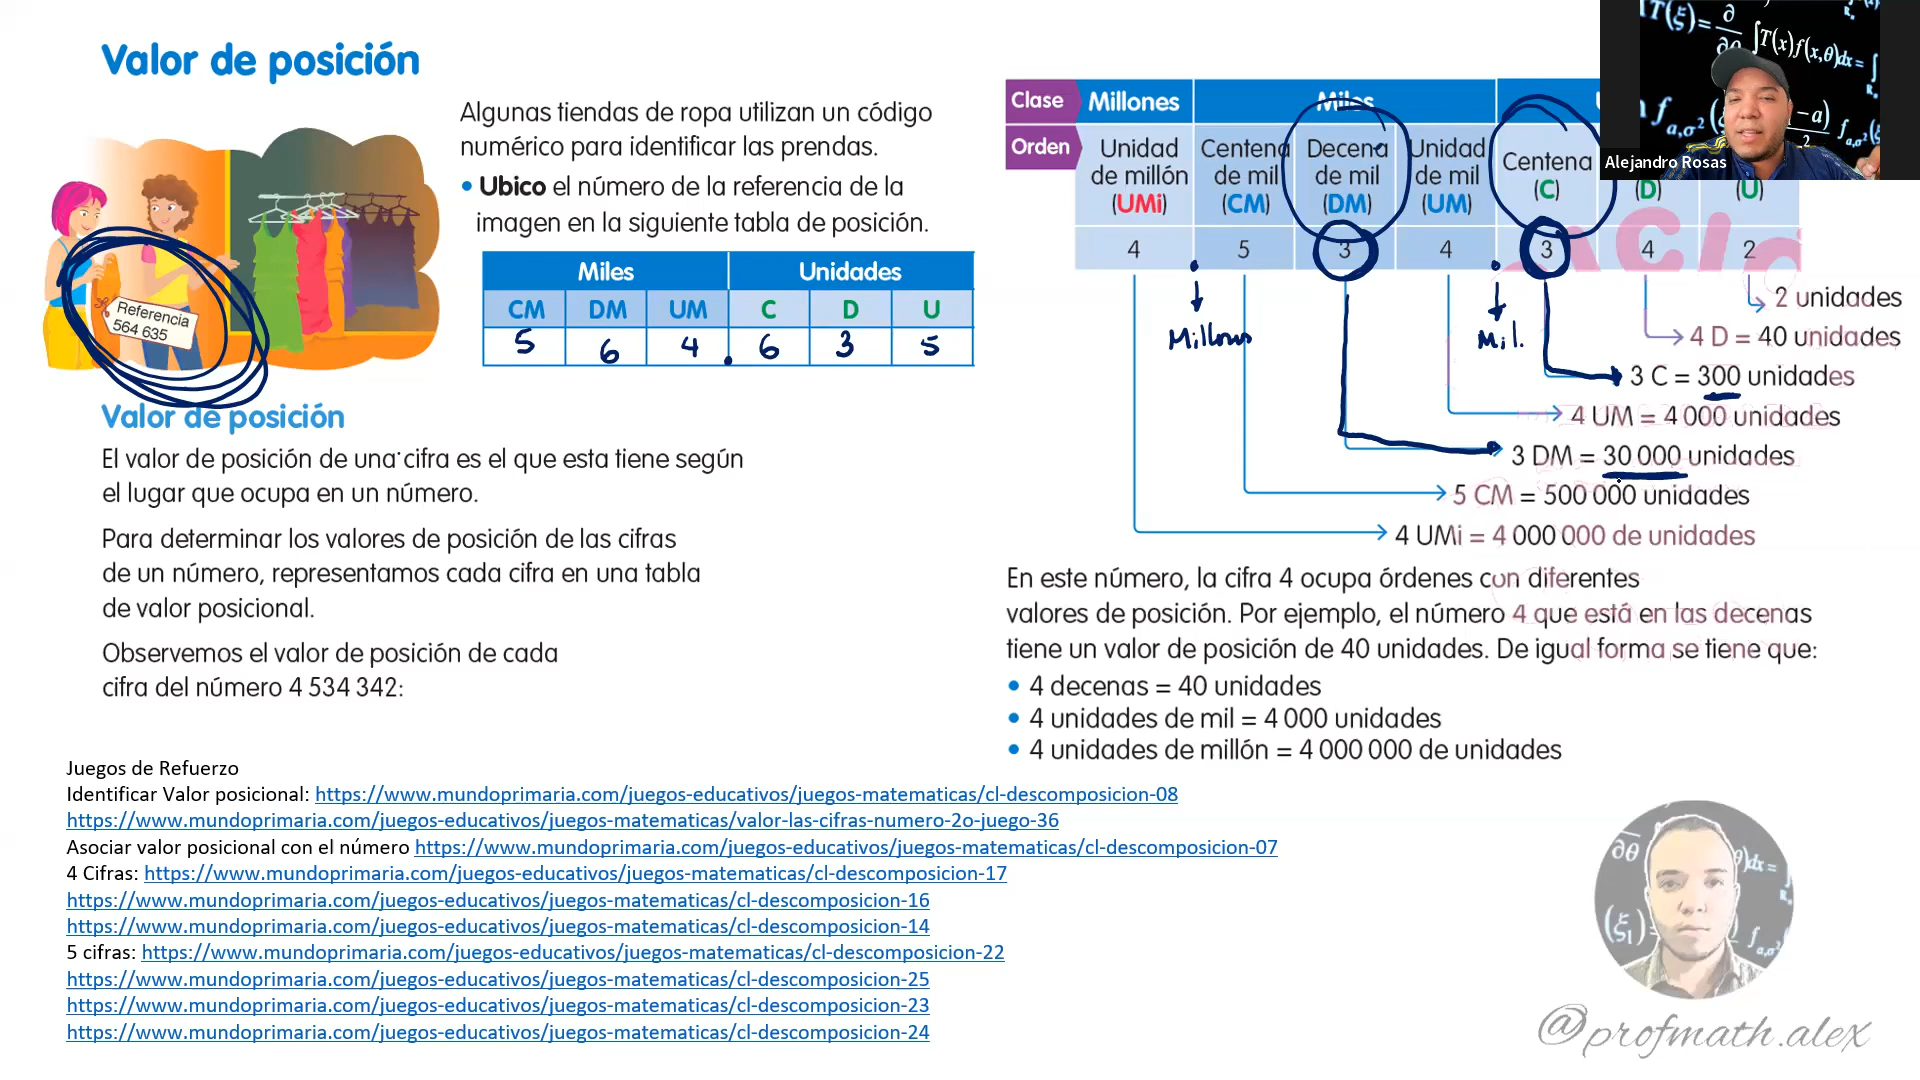 Valor de posición
Algunas tiendas de ropa utilizan un código
numérico para identificar las prendas.
• Ubico el número de la referencia de la
imagen en la siguiente tabla de posición.
Referencia
564 635
Miles Unidades
CM DM UM C D U
5 6 4 . 6 3 5
Valor de posición
El valor de posición de una cifra es el que esta tiene según
el lugar que ocupa en un número.
Para determinar los valores de posición de las cifras
de un número, representamos cada cifra en una tabla
de valor posicional.
Observemos el valor de posición de cada
cifra del número 4 534 342:
Clase Millones Miles
Orden Unidad de millón (UMi) Centena de mil (CM) Decena de mil (DM) Unidad de mil (UM) Centena (C) (D) (U)
4 5 3 4 3 4 2
Mil.
2 unidades
4 D = 40 unidades
3 C = 300 unidades
4 UM = 4 000 unidades
3 DM = 30 000 unidades
5 CM = 500 000 unidades
4 UMi = 4 000 000 de unidades
En este número, la cifra 4 ocupa órdenes con diferentes
valores de posición. Por ejemplo, el número 4 que está en las decenas
tiene un valor de posición de 40 unidades. De igual forma se tiene que:
• 4 decenas = 40 unidades
• 4 unidades de mil = 4 000 unidades
• 4 unidades de millón = 4 000 000 de unidades
Juegos de Refuerzo
Identificar Valor posicional: https://www.mundoprimaria.com/juegos-educativos/juegos-matematicas/cl-descomposicion-08
https://www.mundoprimaria.com/juegos-educativos/juegos-matematicas/valor-las-cifras-numero-2o-juego-36
Asociar valor posicional con el número https://www.mundoprimaria.com/juegos-educativos/juegos-matematicas/cl-descomposicion-07
4 Cifras: https://www.mundoprimaria.com/juegos-educativos/juegos-matematicas/cl-descomposicion-17
https://www.mundoprimaria.com/juegos-educativos/juegos-matematicas/cl-descomposicion-16
https://www.mundoprimaria.com/juegos-educativos/juegos-matematicas/cl-descomposicion-14
5 cifras: https://www.mundoprimaria.com/juegos-educativos/juegos-matematicas/cl-descomposicion-22
https://www.mundoprimaria.com/juegos-educativos/juegos-matematicas/cl-descomposicion-25
https://www.mundoprimaria.com/juegos-educativos/juegos-matematicas/cl-descomposicion-23
https://www.mundoprimaria.com/juegos-educativos/juegos-matematicas/cl-descomposicion-24
Alejandro Rosas
@profmath.alex